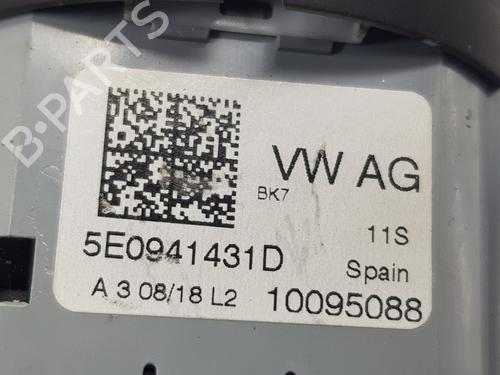 B-PARTS
VW AG
BK7
11S
5E0941431D
Spain
A 3 08/18 L2
10095088